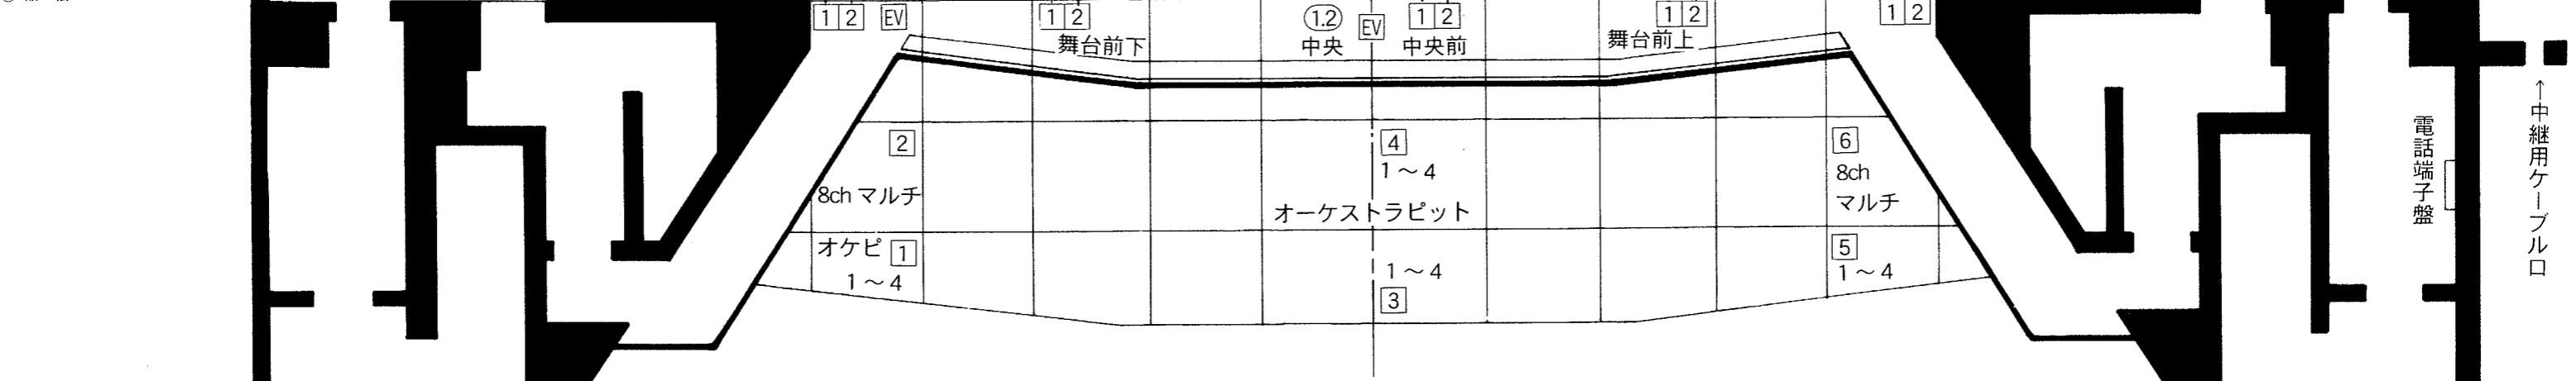 1 2 EV 1 2 1.2 EV 1 2 1 2 1 2
舞台前下 中央 中央前 舞台前上
2 4 6
1～4
8ch マルチ 8ch
マルチ
オーケストラピット
オケピ 1 5
1～4 1～4 1～4
3
電話端子盤
↑中継用ケーブル口